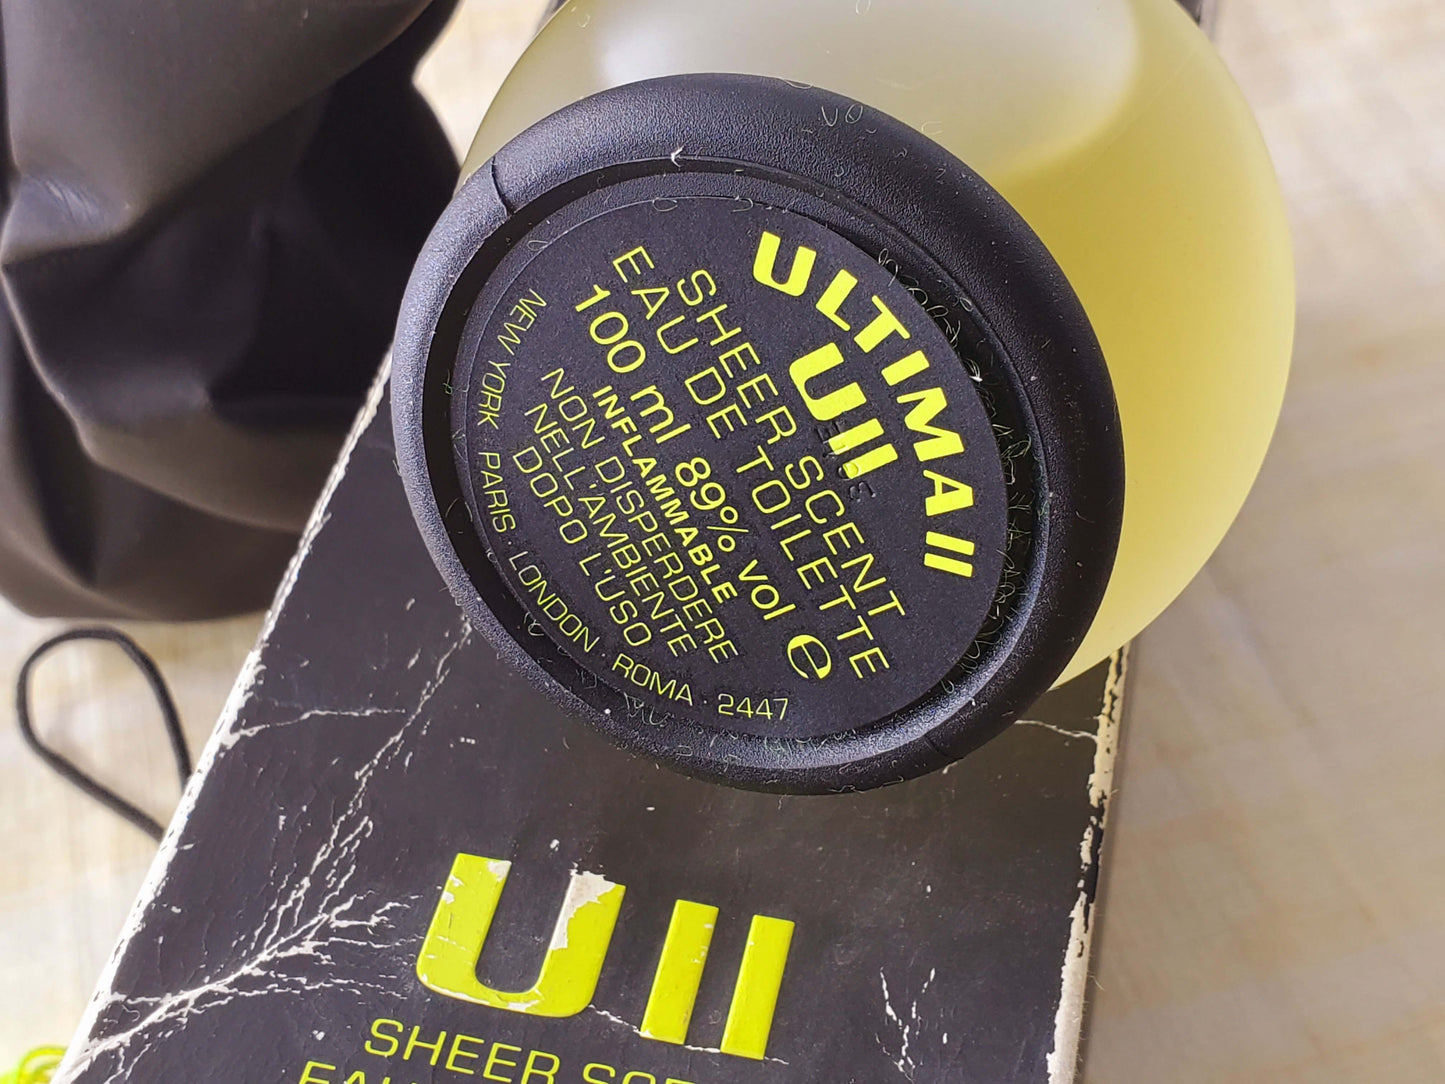 ULTIMA II
UII
SHEER SCENT
EAU DE TOILETTE
100 ml 89% vol e
INFLAMMABLE
NON DISPERDERE
NELL'AMBIENTE
DOPO L'USO
NEW YORK · PARIS · LONDON · ROMA · 2447
UII
SHEER